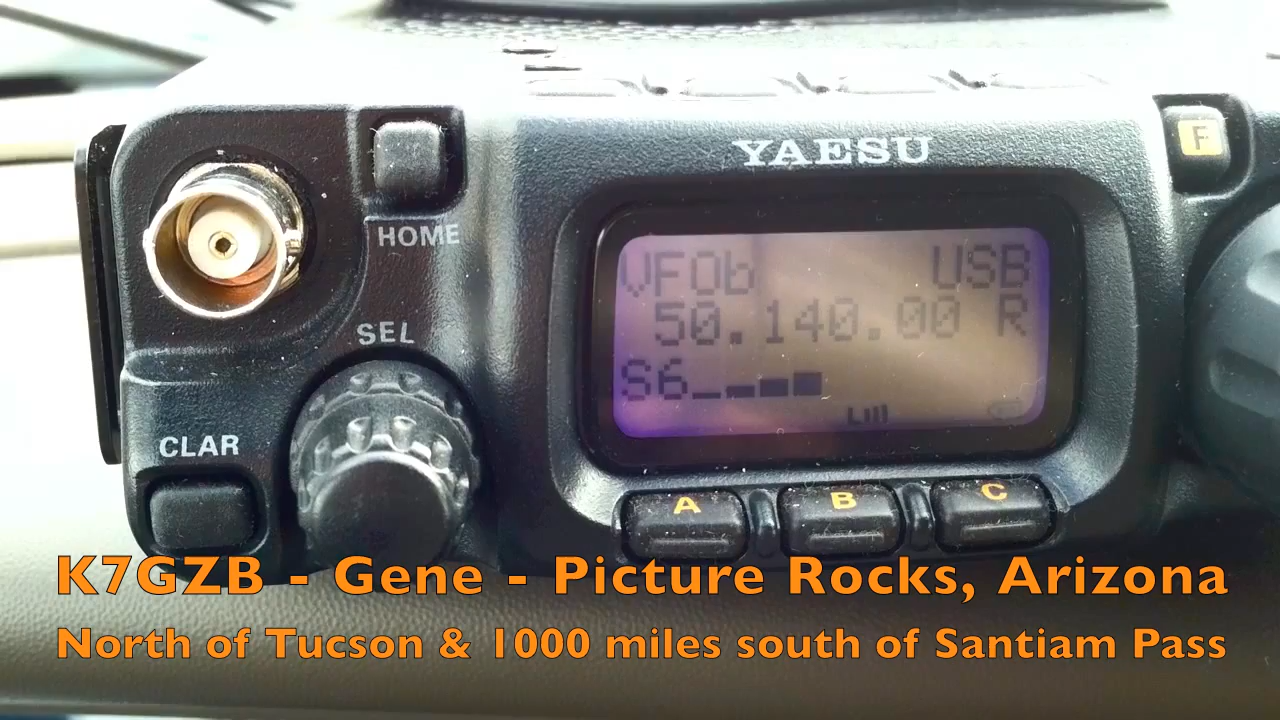 YAESU
F
HOME
VFOb USB
50.140.00 R
S6
SEL
CLAR
A B C
K7GZB - Gene - Picture Rocks, Arizona
North of Tucson & 1000 miles south of Santiam Pass